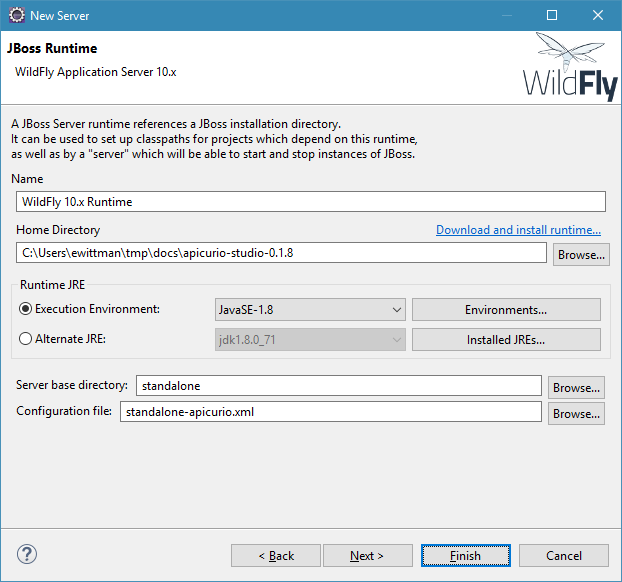 New Server
JBoss Runtime
WildFly Application Server 10.x
WildFly
A JBoss Server runtime references a JBoss installation directory.
It can be used to set up classpaths for projects which depend on this runtime,
as well as by a "server" which will be able to start and stop instances of JBoss.
Name
WildFly 10.x Runtime
Home Directory
Download and install runtime...
C:\Users\ewittman\tmp\docs\apicurio-studio-0.1.8
Browse...
Runtime JRE
Execution Environment:
JavaSE-1.8
Environments...
Alternate JRE:
jdk1.8.0_71
Installed JREs...
Server base directory:
standalone
Browse...
Configuration file:
standalone-apicurio.xml
Browse...
?
< Back
Next >
Finish
Cancel